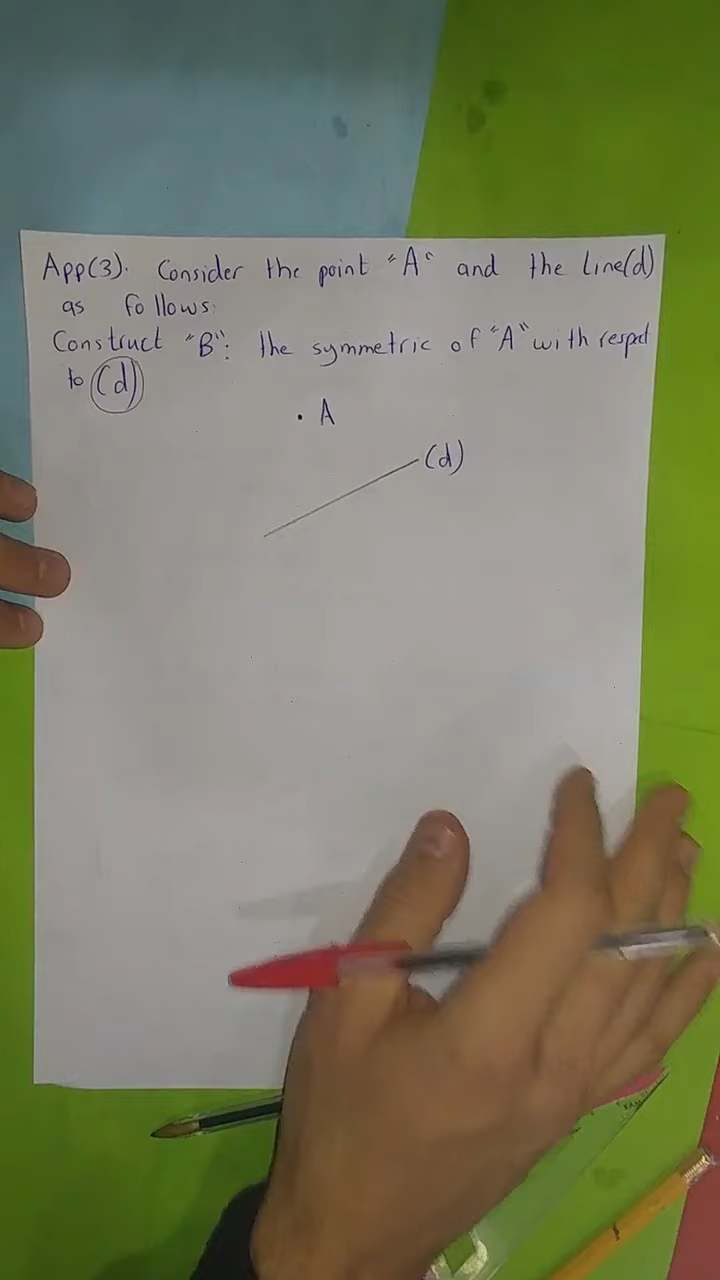 App(3). Consider the point "A" and the line(d)
as follows:
Construct "B": the symmetric of "A" with respect
to (d)
. A
(d)